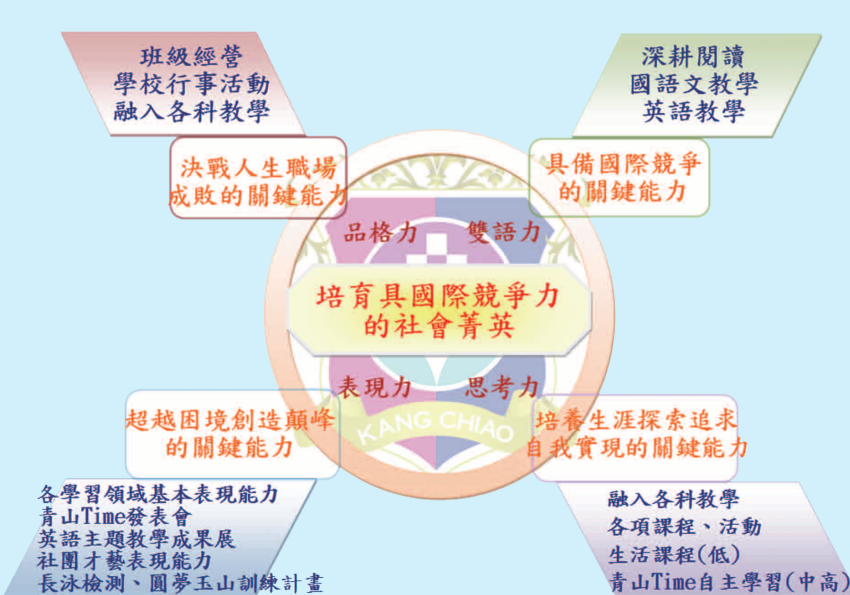 班級經營
學校行事活動
融入各科教學
深耕閱讀
國語文教學
英語教學
決戰人生職場
成敗的關鍵能力
具備國際競爭
的關鍵能力
品格力
雙語力
培育具國際競爭力
的社會菁英
表現力
思考力
KANG CHIAO
超越困境創造顛峰
的關鍵能力
培養生涯探索追求
自我實現的關鍵能力
各學習領域基本表現能力
青山Time發表會
英語主題教學成果展
社團才藝表現能力
長泳檢測、圓夢玉山訓練計畫
融入各科教學
各項課程、活動
生活課程(低)
青山Time自主學習(中高)